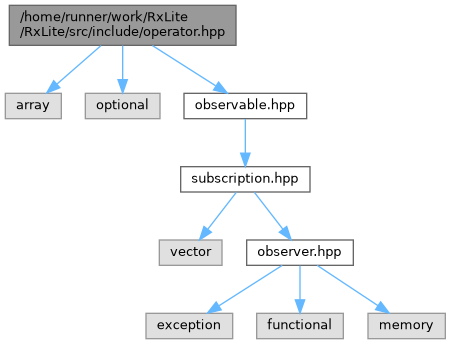 /home/runner/work/RxLite
/RxLite/src/include/operator.hpp
array
optional
observable.hpp
subscription.hpp
vector
observer.hpp
exception
functional
memory